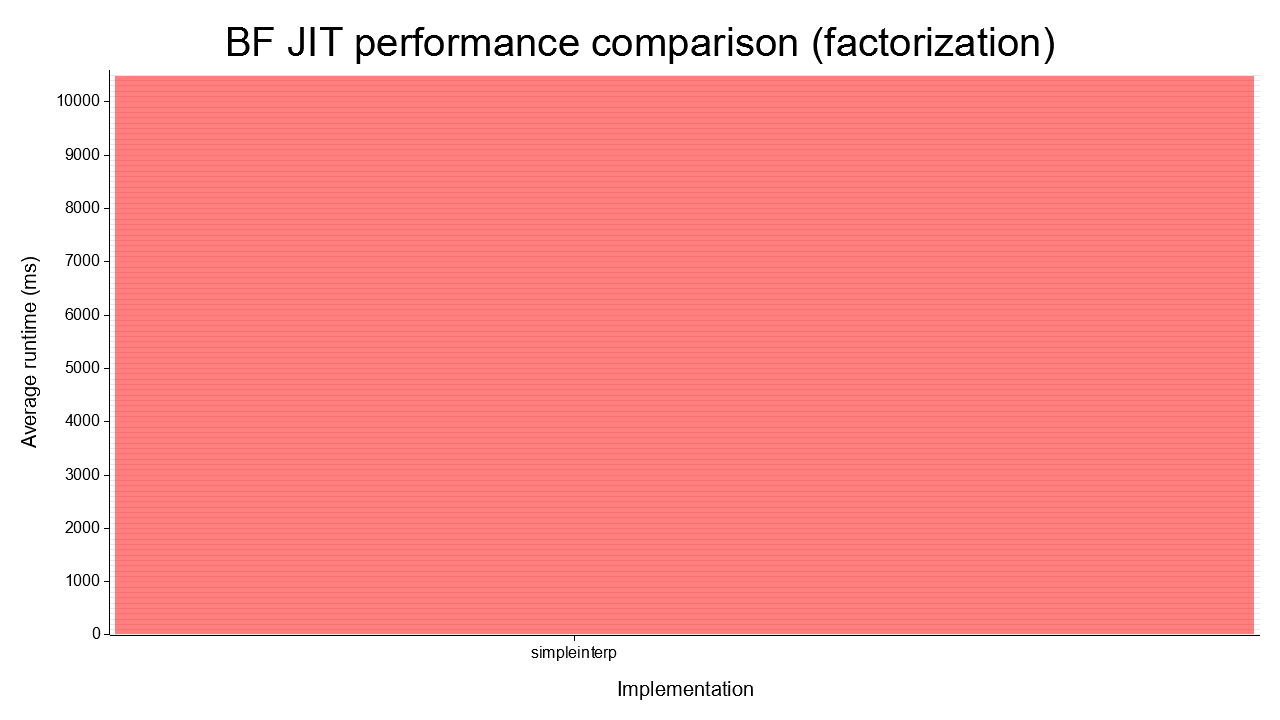 BF JIT performance comparison (factorization)
10000
9000
8000
7000
6000
5000
4000
3000
2000
1000
0
Average runtime (ms)
simpleinterp
Implementation